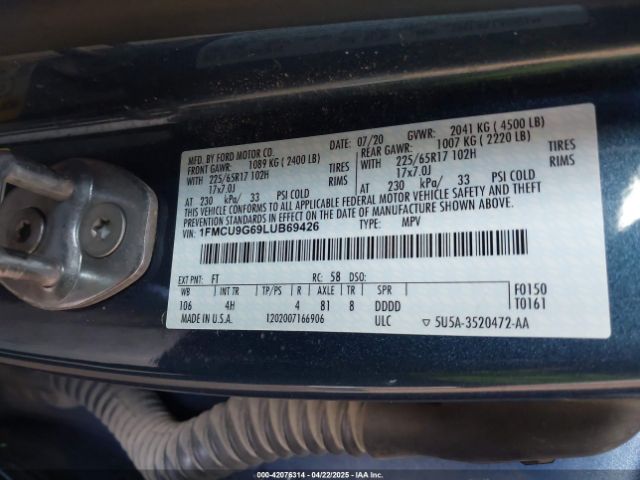 MFD. BY FORD MOTOR CO.
DATE: 07/20 GVWR: 2041 KG ( 4500 LB)
FRONT GAWR: 1089 KG ( 2400 LB)
REAR GAWR: 1007 KG ( 2220 LB)
WITH 225/65R17 102H TIRES
225/65R17 102H TIRES
17x7.0J RIMS
17x7.0J RIMS
AT 230 kPa/ 33 PSI COLD
AT 230 kPa/ 33 PSI COLD
THIS VEHICLE CONFORMS TO ALL APPLICABLE FEDERAL MOTOR VEHICLE SAFETY AND THEFT
PREVENTION STANDARDS IN EFFECT ON THE DATE OF MANUFACTURE SHOWN ABOVE.
VIN: 1FMCU9G69LUB69426
TYPE: MPV
EXT PNT: FT RC: 58 DSO:
WB INT TR TP/PS R AXLE TR SPR F0150
106 4H 4 81 8 DDDD T0161
MADE IN U.S.A. 1202007166906 ULC ▽ 5U5A-3520472-AA
000-42076314 - 04/22/2025 - IAA